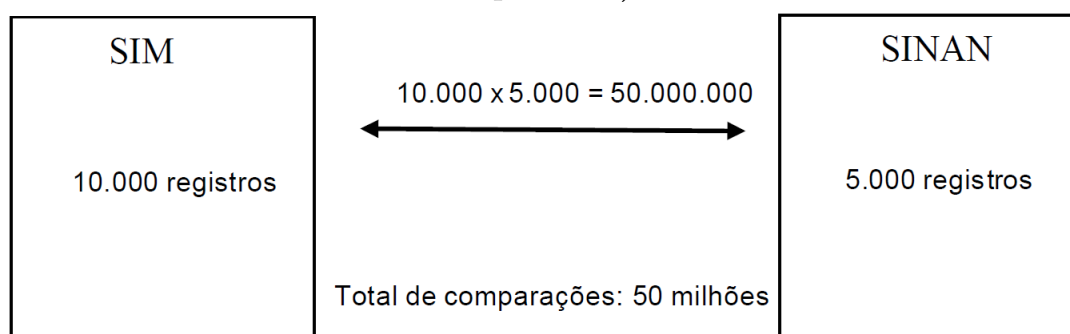 SIM
SINAN
10.000 x 5.000 = 50.000.000
10.000 registros
5.000 registros
Total de comparações: 50 milhões